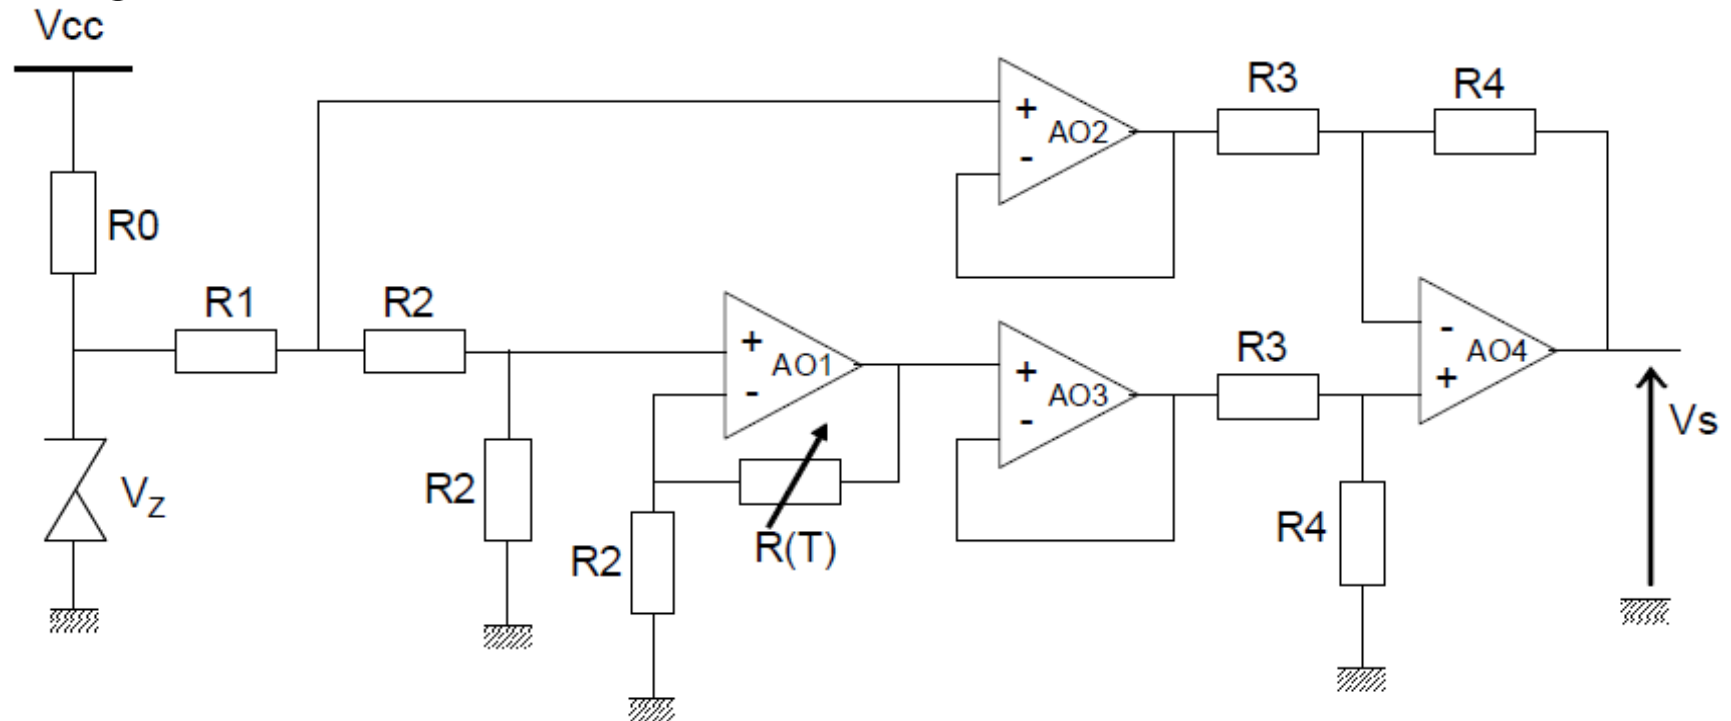 Vcc
R0
R1
R2
R2
Vz
+
-
AO1
R(T)
R2
+
-
AO2
+
-
AO3
R3
R4
R3
R4
-
+
AO4
Vs